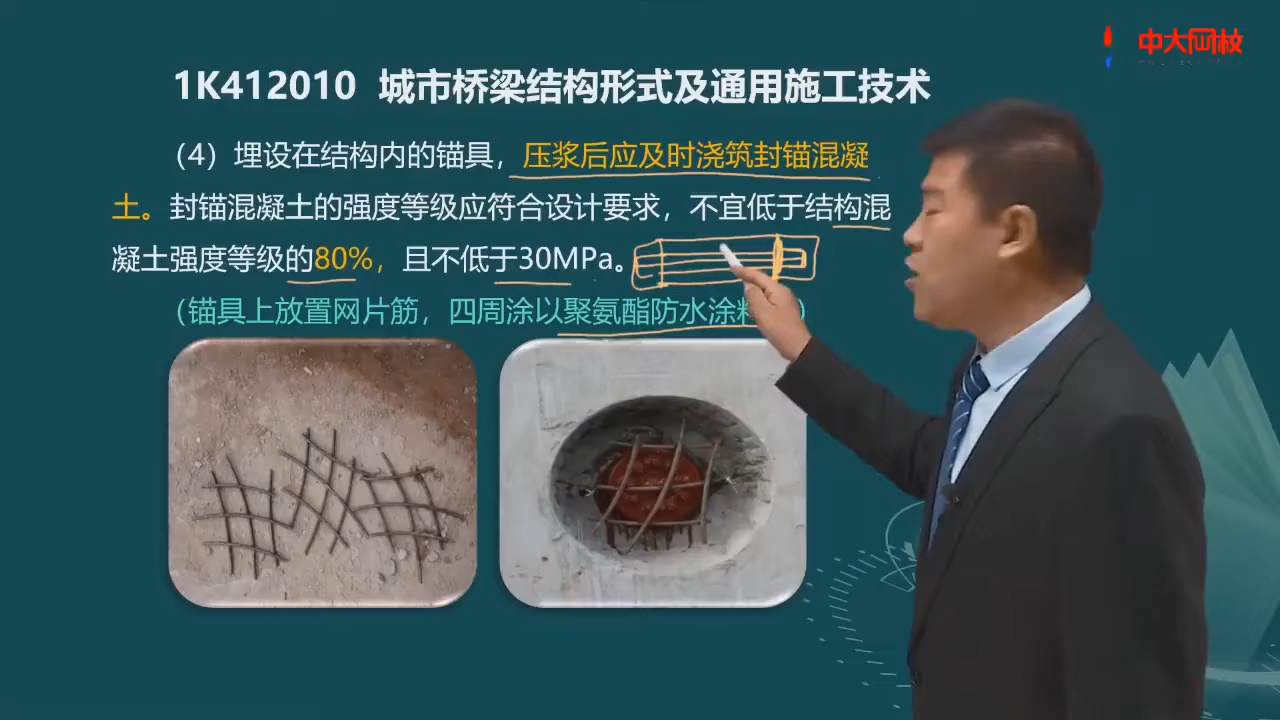 中大网校
1K412010 城市桥梁结构形式及通用施工技术
（4）埋设在结构内的锚具，压浆后应及时浇筑封锚混凝
土。封锚混凝土的强度等级应符合设计要求，不宜低于结构混
凝土强度等级的80%，且不低于30MPa。
（锚具上放置网片筋，四周涂以聚氨酯防水涂料）